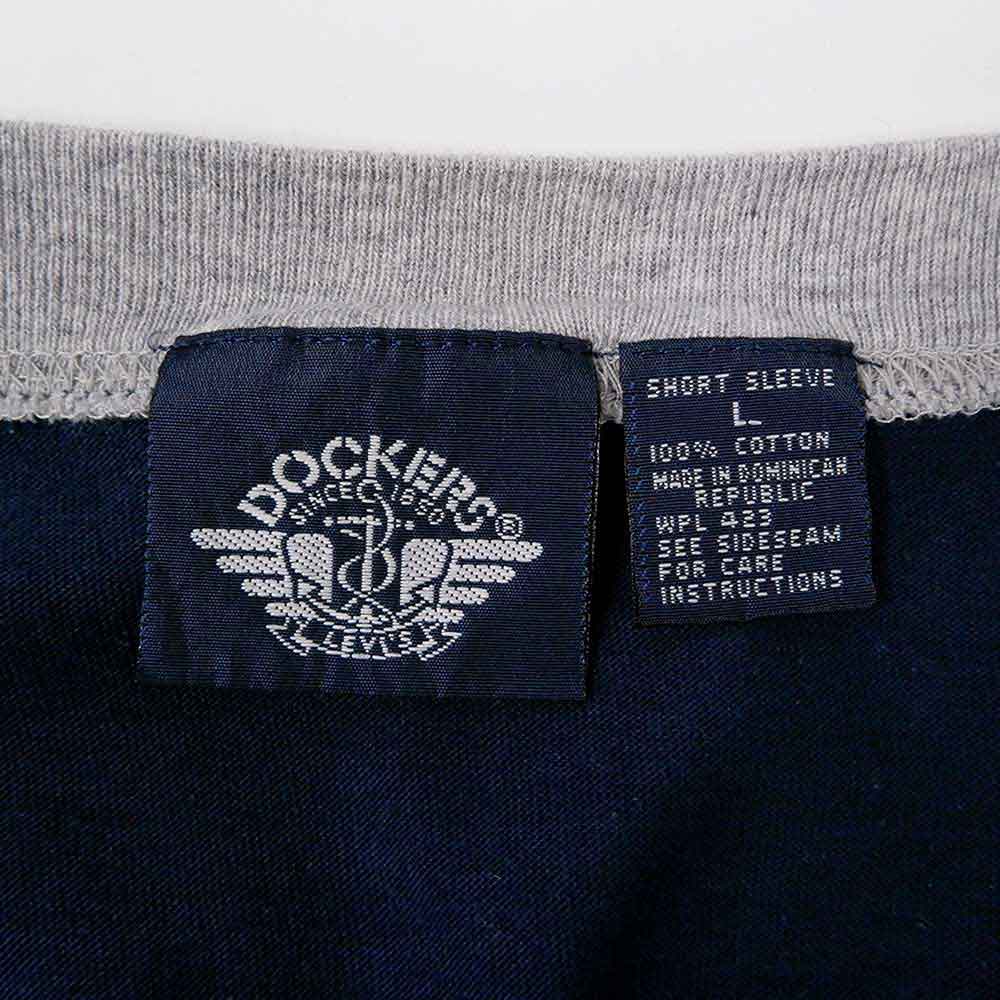 DOCKERS®
SINCE 1850
LEVI'S
SHORT SLEEVE
L
100% COTTON
MADE IN DOMINICAN
REPUBLIC
WPL 423
SEE SIDESEAM
FOR CARE
INSTRUCTIONS